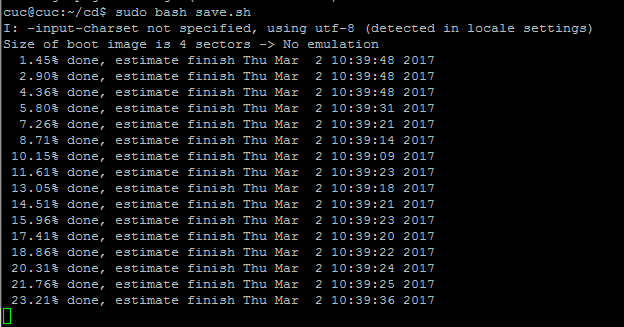 cuc@cuc:~/cd$ sudo bash save.sh
I: -input-charset not specified, using utf-8 (detected in locale settings)
Size of boot image is 4 sectors -> No emulation
  1.45% done, estimate finish Thu Mar  2 10:39:48 2017
  2.90% done, estimate finish Thu Mar  2 10:39:48 2017
  4.36% done, estimate finish Thu Mar  2 10:39:48 2017
  5.80% done, estimate finish Thu Mar  2 10:39:31 2017
  7.26% done, estimate finish Thu Mar  2 10:39:21 2017
  8.71% done, estimate finish Thu Mar  2 10:39:14 2017
 10.15% done, estimate finish Thu Mar  2 10:39:09 2017
 11.61% done, estimate finish Thu Mar  2 10:39:23 2017
 13.05% done, estimate finish Thu Mar  2 10:39:18 2017
 14.51% done, estimate finish Thu Mar  2 10:39:21 2017
 15.96% done, estimate finish Thu Mar  2 10:39:23 2017
 17.41% done, estimate finish Thu Mar  2 10:39:20 2017
 18.86% done, estimate finish Thu Mar  2 10:39:22 2017
 20.31% done, estimate finish Thu Mar  2 10:39:24 2017
 21.76% done, estimate finish Thu Mar  2 10:39:25 2017
 23.21% done, estimate finish Thu Mar  2 10:39:36 2017